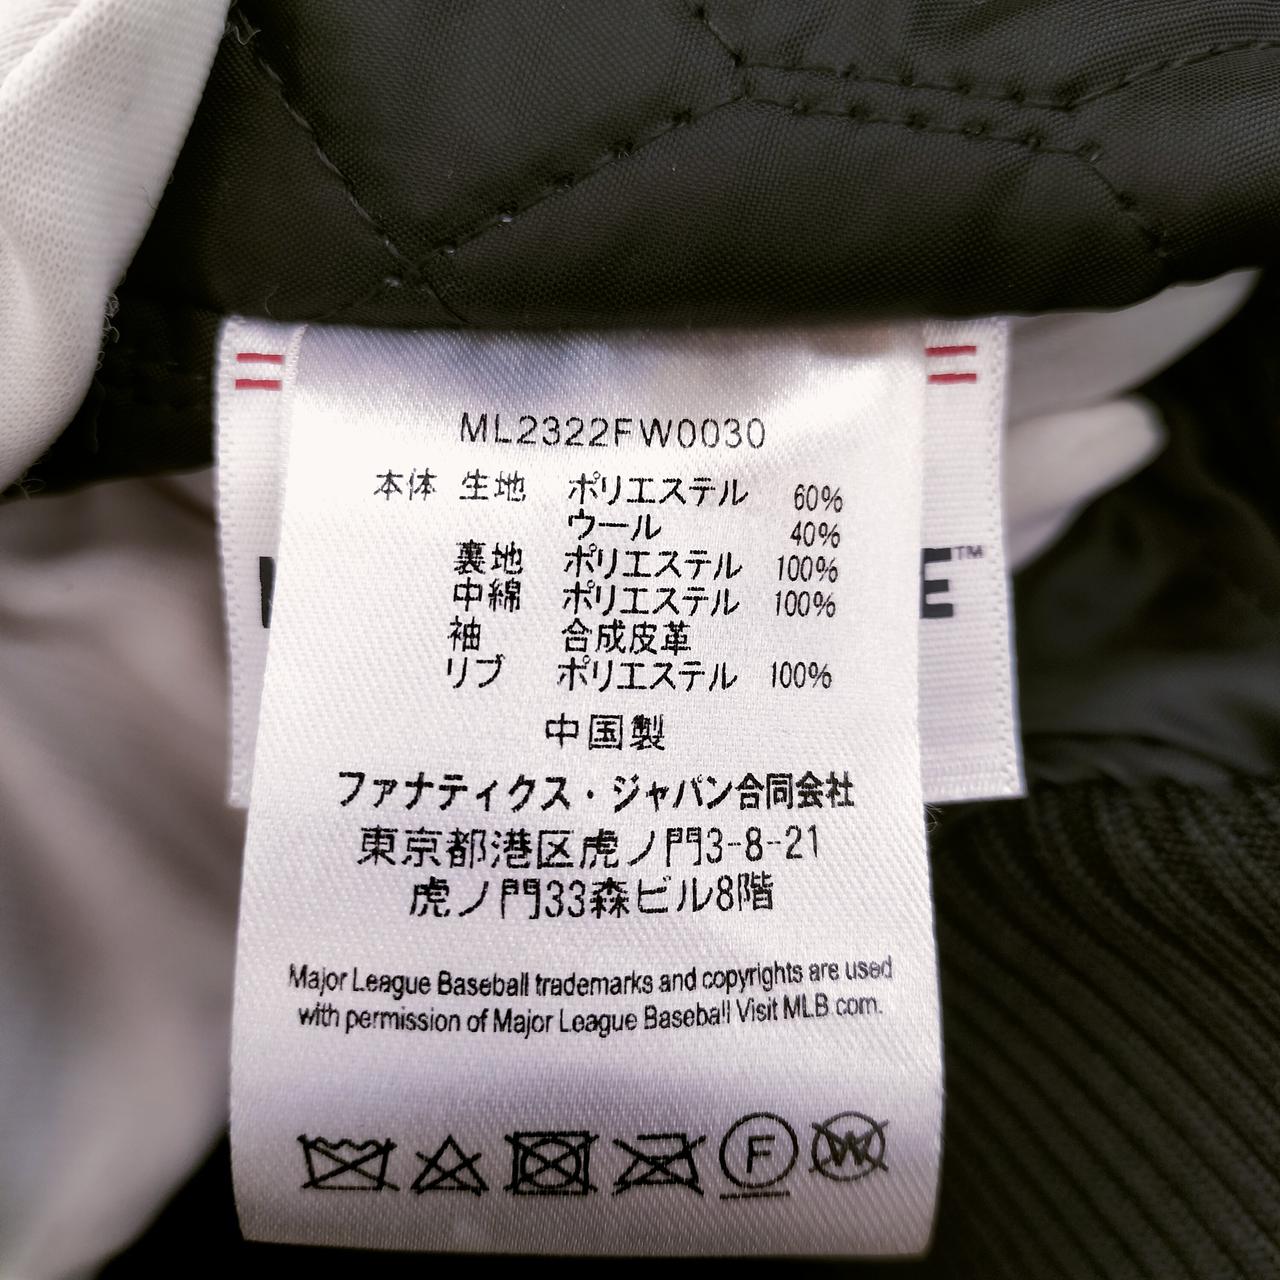 ML2322FW0030
本体 生地 ポリエステル 60%
ウール 40%
裏地 ポリエステル 100%
中綿 ポリエステル 100%
袖 合成皮革
リブ ポリエステル 100%
中国製
ファナティクス・ジャパン合同会社
東京都港区虎ノ門3-8-21
虎ノ門33森ビル8階
Major League Baseball trademarks and copyrights are used
with permission of Major League Baseball Visit MLB.com.
F W
E™